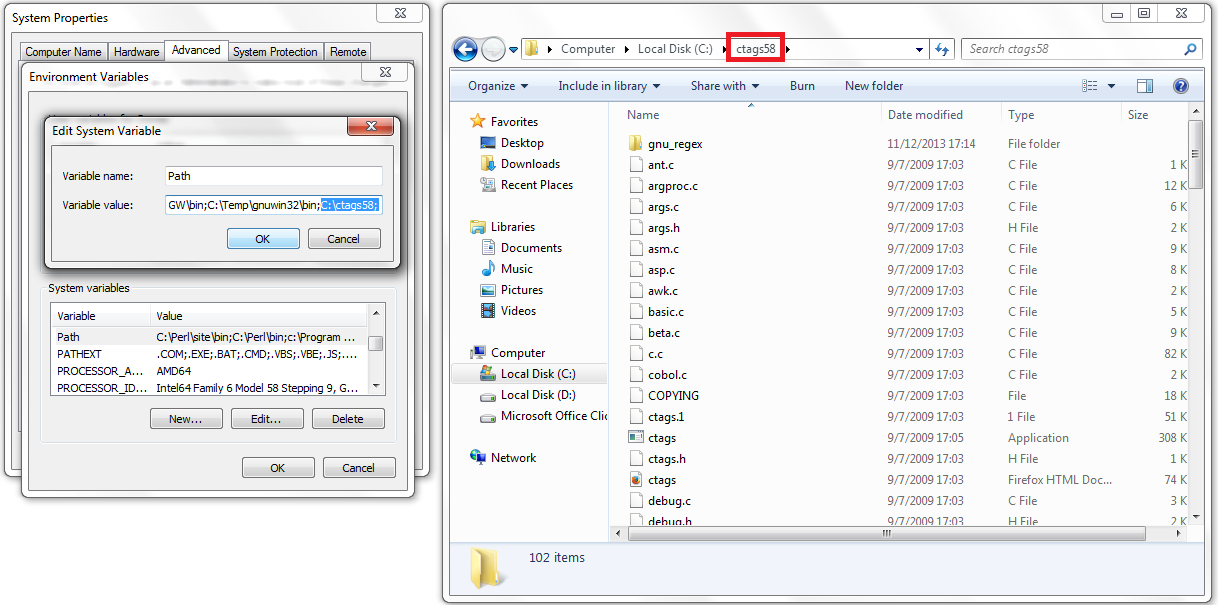 System Properties
Computer Name Hardware Advanced System Protection Remote
Environment Variables
Edit System Variable
Variable name: Path
Variable value: GW\bin;C:\Temp\gnuwin32\bin;C:\ctags58;
OK Cancel
System variables
Variable Value
Path C:\Perl\site\bin;C:\Perl\bin;c:\Program ...
PATHEXT .COM;.EXE;.BAT;.CMD;.VBS;.VBE;.JS;....
PROCESSOR_A... AMD64
PROCESSOR_ID... Intel64 Family 6 Model 58 Stepping 9, G...
New... Edit... Delete
OK Cancel
Computer Local Disk (C:) ctags58 Search ctags58
Organize Include in library Share with Burn New folder
Favorites
Desktop
Downloads
Recent Places
Libraries
Documents
Music
Pictures
Videos
Computer
Local Disk (C:)
Local Disk (D:)
Microsoft Office Clic
Network
Name Date modified Type Size
gnu_regex 11/12/2013 17:14 File folder
ant.c 9/7/2009 17:03 C File 1 K
argproc.c 9/7/2009 17:03 C File 12 K
args.c 9/7/2009 17:03 C File 6 K
args.h 9/7/2009 17:03 H File 2 K
asm.c 9/7/2009 17:03 C File 9 K
asp.c 9/7/2009 17:03 C File 8 K
awk.c 9/7/2009 17:03 C File 2 K
basic.c 9/7/2009 17:03 C File 5 K
beta.c 9/7/2009 17:03 C File 9 K
c.c 9/7/2009 17:03 C File 82 K
cobol.c 9/7/2009 17:03 C File 2 K
COPYING 9/7/2009 17:03 File 18 K
ctags.1 9/7/2009 17:03 1 File 51 K
ctags 9/7/2009 17:05 Application 308 K
ctags.h 9/7/2009 17:03 H File 1 K
ctags 9/7/2009 17:03 Firefox HTML Doc... 74 K
debug.c 9/7/2009 17:03 C File 3 K
debug.h 9/7/2009 17:03 H File 2 K
102 items